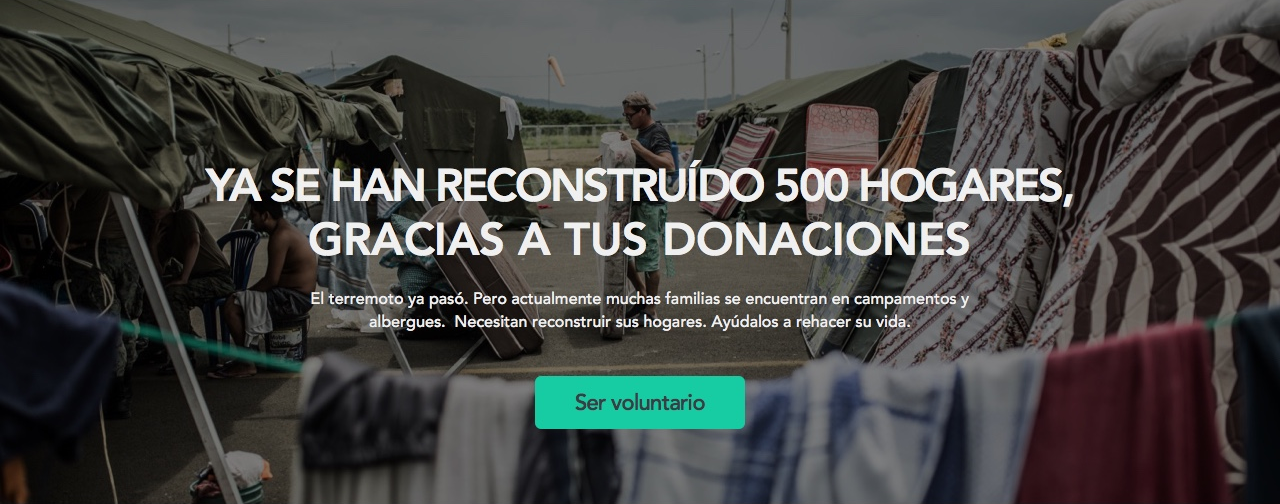 YA SE HAN RECONSTRUÍDO 500 HOGARES,
GRACIAS A TUS DONACIONES
El terremoto ya pasó. Pero actualmente muchas familias se encuentran en campamentos y
albergues.  Necesitan reconstruir sus hogares. Ayúdalos a rehacer su vida.
Mobil
Ser voluntario